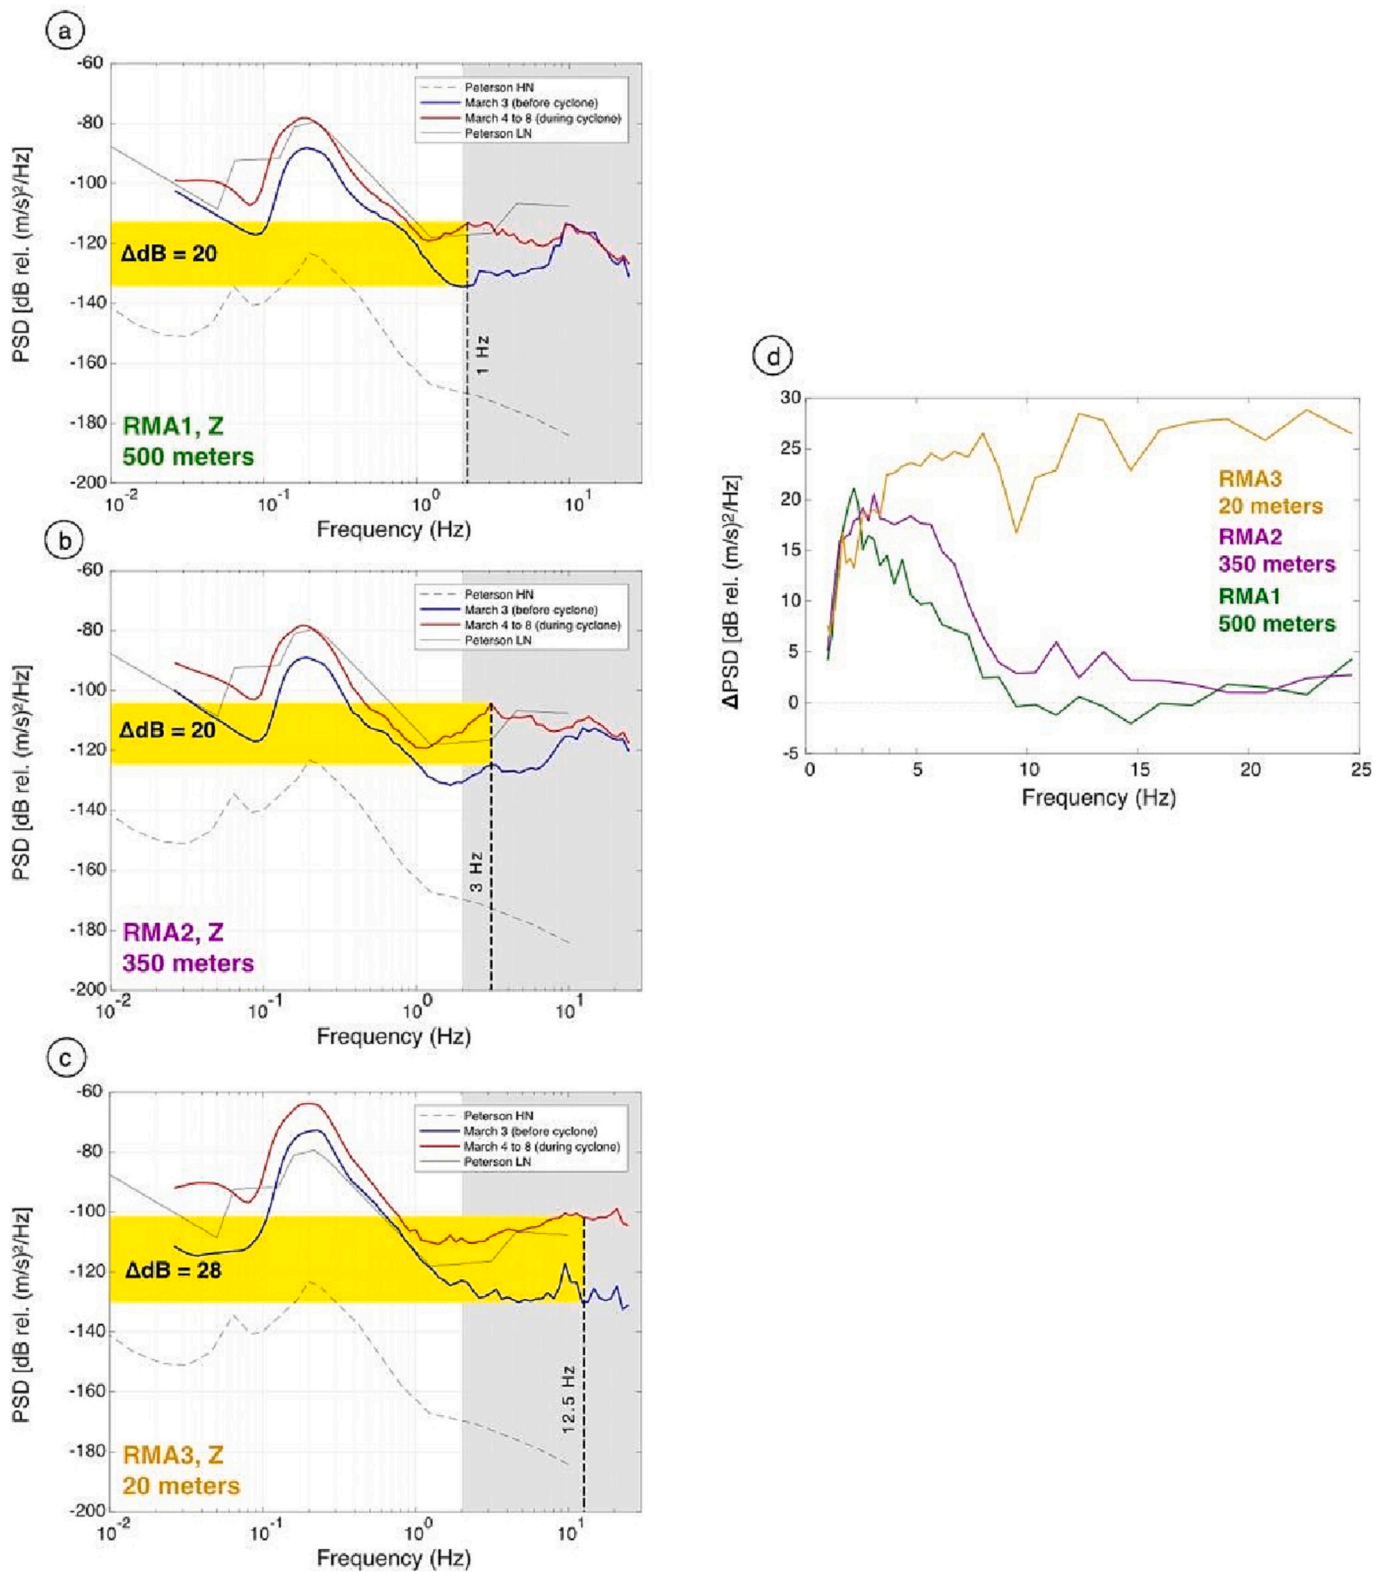 a
-60
-80
-100
-120
-140
-160
-180
-200
PSD [dB rel. (m/s)²/Hz]
Peterson HN
March 3 (before cyclone)
March 4 to 8 (during cyclone)
Peterson LN
ΔdB = 20
1 Hz
RMA1, Z
500 meters
10⁻² 10⁻¹ 10⁰ 10¹
Frequency (Hz)
b
-60
-80
-100
-120
-140
-160
-180
-200
PSD [dB rel. (m/s)²/Hz]
Peterson HN
March 3 (before cyclone)
March 4 to 8 (during cyclone)
Peterson LN
ΔdB = 20
3 Hz
RMA2, Z
350 meters
10⁻² 10⁻¹ 10⁰ 10¹
Frequency (Hz)
c
-60
-80
-100
-120
-140
-160
-180
-200
PSD [dB rel. (m/s)²/Hz]
Peterson HN
March 3 (before cyclone)
March 4 to 8 (during cyclone)
Peterson LN
ΔdB = 28
12.5 Hz
RMA3, Z
20 meters
10⁻² 10⁻¹ 10⁰ 10¹
Frequency (Hz)
d
30
25
20
15
10
5
0
-5
ΔPSD [dB rel. (m/s)²/Hz]
RMA3
20 meters
RMA2
350 meters
RMA1
500 meters
0 5 10 15 20 25
Frequency (Hz)